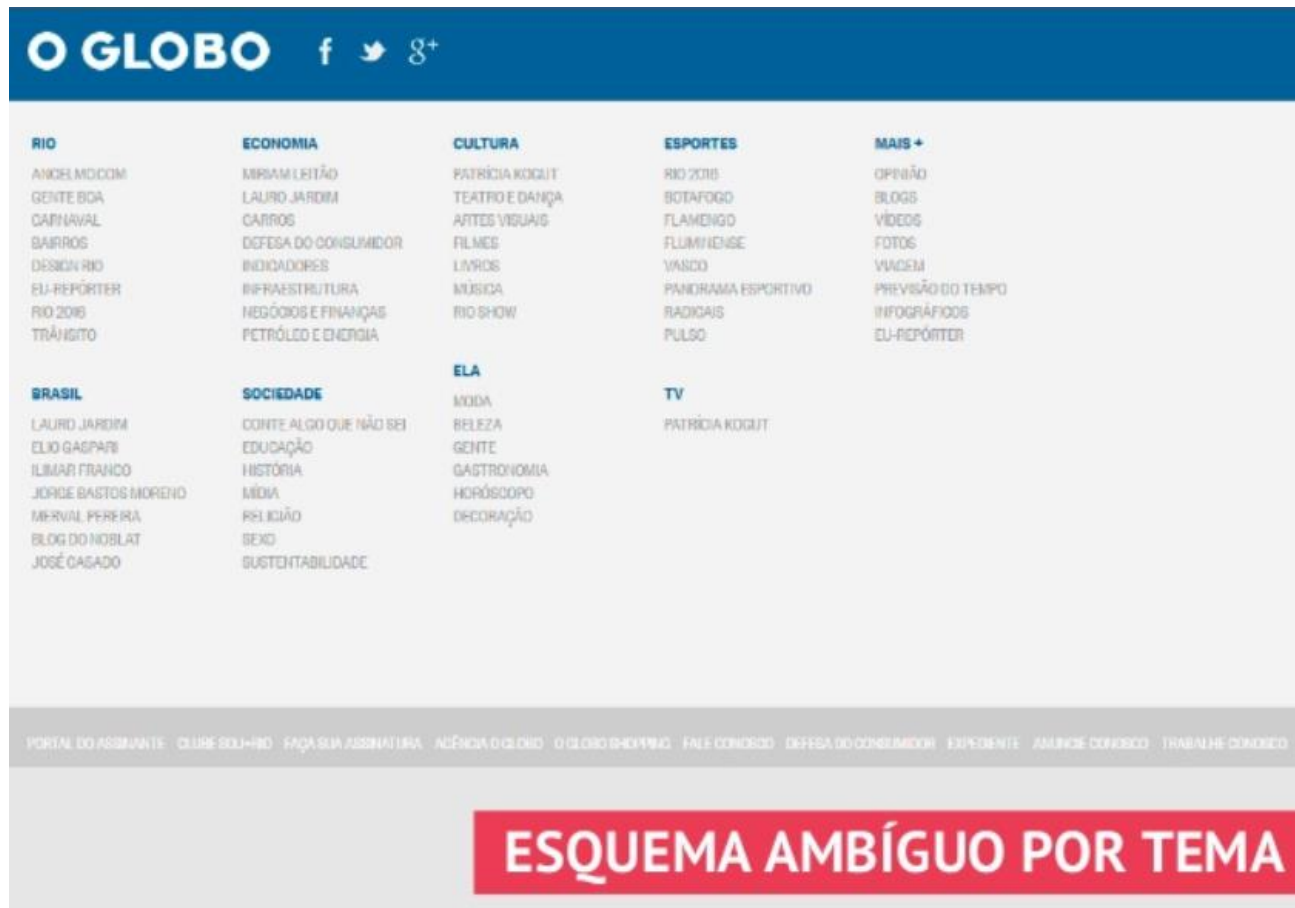 O GLOBO f 8+
RIO
ANCELMO.COM
GENTE BOA
CARNAVAL
BAIRROS
DESIGN RIO
EU-REPÓRTER
RIO 2016
TRÂNSITO
ECONOMIA
MIRIAM LEITÃO
LAURO JARDIM
CARROS
DEFESA DO CONSUMIDOR
INDICADORES
INFRAESTRUTURA
NEGÓCIOS E FINANÇAS
PETRÓLEO E ENERGIA
CULTURA
PATRÍCIA KOGUT
TEATRO E DANÇA
ARTES VISUAIS
FILMES
LIVROS
MÚSICA
RIO SHOW
ESPORTES
RIO 2016
BOTAFOGO
FLAMENGO
FLUMINENSE
VASCO
PANORAMA ESPORTIVO
RADICAIS
PULSO
MAIS +
OPINIÃO
BLOGS
VÍDEOS
FOTOS
VIAGEM
PREVISÃO DO TEMPO
INFOGRÁFICOS
EU-REPÓRTER
BRASIL
LAURO JARDIM
ELIO GASPARI
ILIMAR FRANCO
JORGE BASTOS MORENO
MERVAL PEREIRA
BLOG DO NOBLAT
JOSÉ CASADO
SOCIEDADE
CONTE ALGO QUE NÃO SEI
EDUCAÇÃO
HISTÓRIA
MÍDIA
RELIGIÃO
SEXO
SUSTENTABILIDADE
ELA
MODA
BELEZA
GENTE
GASTRONOMIA
HORÓSCOPO
DECORAÇÃO
TV
PATRÍCIA KOGUT
PORTAL DO ASSINANTE CLUBE SOU+RIO FAÇA SUA ASSINATURA AGÊNCIA O GLOBO O GLOBO SHOPPING FALE CONOSCO DEFESA DO CONSUMIDOR EXPEDIENTE ANUNCIE CONOSCO TRABALHE CONOSCO
ESQUEMA AMBÍGUO POR TEMA